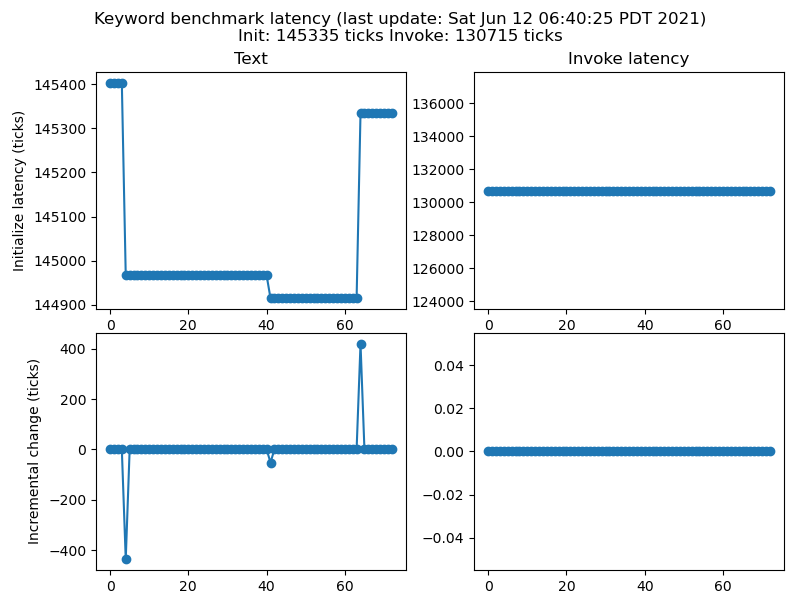 Keyword benchmark latency (last update: Sat Jun 12 06:40:25 PDT 2021)
Init: 145335 ticks Invoke: 130715 ticks
Text
Invoke latency
Initialize latency (ticks)
145400
145300
145200
145100
145000
144900
0 20 40 60
136000
134000
132000
130000
128000
126000
124000
0 20 40 60
Incremental change (ticks)
400
200
0
−200
−400
0 20 40 60
0.04
0.02
0.00
−0.02
−0.04
0 20 40 60